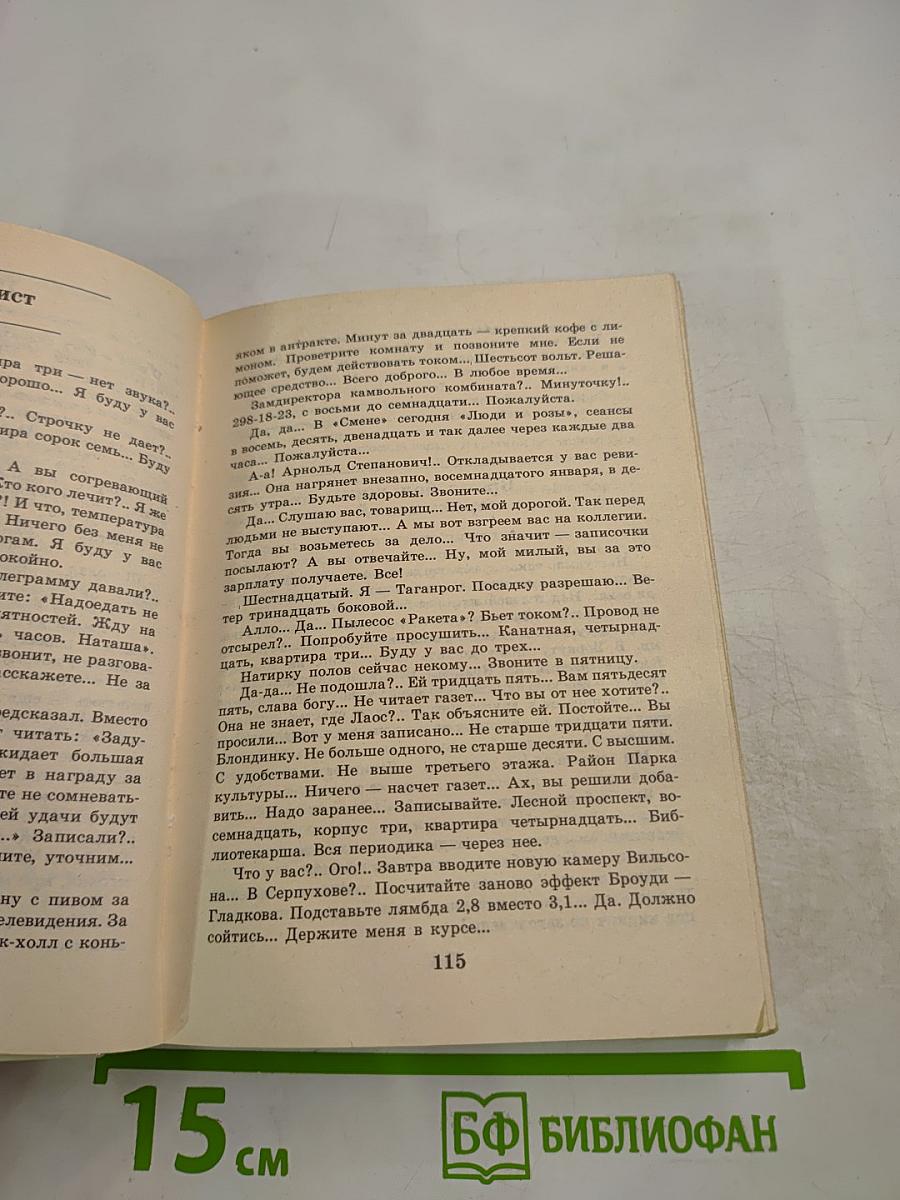 ист
ира три — нет звука?..
орошо... Я буду у вас
?.. Строчку не дает?..
ира сорок семь... Буду
А вы согревающий
Кто кого лечит?.. Я же
?! И что, температура
Ничего без меня не
огам. Я буду у вас
окойно.
леграмму давали?..
ите: «Надоедать не
иятностей. Жду на
ь часов. Наташа».
звонит, не разгова-
асскажете... Не за
редсказал. Вместо
т читать: «Заду-
жидает большая
ет в награду за
те не сомневать-
ей удачи будут
...» Записали?..
ните, уточним...
ну с пивом за
елевидения. За
к-холл с конь-
яком в антракте. Минут за двадцать — крепкий кофе с ли-
моном. Проветрите комнату и позвоните мне. Если не
поможет, будем действовать током... Шестьсот вольт. Реша-
ющее средство... Всего доброго... В любое время...
Замдиректора камвольного комбината?.. Минуточку!..
298-18-23, с восьми до семнадцати... Пожалуйста.
Да, да... В «Смене» сегодня «Люди и розы», сеансы
в восемь, десять, двенадцать и так далее через каждые два
часа... Пожалуйста...
А-а! Арнольд Степанович!.. Откладывается у вас реви-
зия... Она нагрянет внезапно, восемнадцатого января, в де-
сять утра... Будьте здоровы. Звоните...
Да... Слушаю вас, товарищ... Нет, мой дорогой. Так перед
людьми не выступают... А мы вот взгреем вас на коллегии.
Тогда вы возьметесь за дело... Что значит — записочки
посылают? А вы отвечайте... Ну, мой милый, вы за это
зарплату получаете. Все!
Шестнадцатый. Я — Таганрог. Посадку разрешаю... Ве-
тер тринадцать боковой...
Алло... Да... Пылесос «Ракета»? Бьет током?.. Провод не
отсырел?.. Попробуйте просушить... Канатная, четырнад-
цать, квартира три... Буду у вас до трех...
Натирку полов сейчас некому... Звоните в пятницу.
Да-да... Не подошла?.. Ей тридцать пять... Вам пятьдесят
пять, слава богу... Не читает газет... Что вы от нее хотите?..
Она не знает, где Лаос?.. Так объясните ей. Постойте... Вы
просили... Вот у меня записано... Не старше тридцати пяти.
Блондинку. Не больше одного, не старше десяти. С высшим.
С удобствами. Не выше третьего этажа. Район Парка
культуры... Ничего — насчет газет... Ах, вы решили доба-
вить... Надо заранее... Записывайте. Лесной проспект, во-
семнадцать, корпус три, квартира четырнадцать... Биб-
лиотекарша. Вся периодика — через нее.
Что у вас?.. Ого!.. Завтра вводите новую камеру Вильсо-
на... В Серпухове?.. Посчитайте заново эффект Броуди —
Гладкова. Подставьте лямбда 2,8 вместо 3,1... Да. Должно
сойтись... Держите меня в курсе...
115
15 см
БФ БИБЛИОФАН